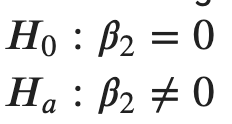 H₀ : β₂ = 0
Hₐ : β₂ ≠ 0